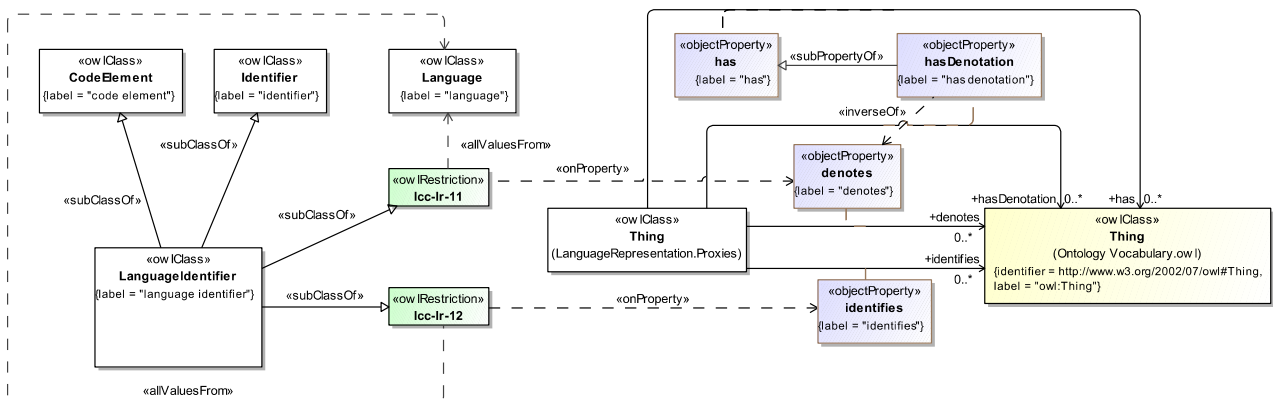 «owlClass»
CodeElement
{label = "code element"}
«owlClass»
Identifier
{label = "identifier"}
«owlClass»
Language
{label = "language"}
«objectProperty»
has
{label = "has"}
«subPropertyOf»
«objectProperty»
hasDenotation
{label = "has denotation"}
«inverseOf»
«subClassOf»
«allValuesFrom»
«objectProperty»
denotes
{label = "denotes"}
«onProperty»
«owlRestriction»
lcc-lr-11
«subClassOf»
«subClassOf»
+hasDenotation
0..*
+has
0..*
«owlClass»
Thing
(LanguageRepresentation.Proxies)
+denotes
0..*
+identifies
0..*
«owlClass»
Thing
(Ontology Vocabulary.owl)
{identifier = http://www.w3.org/2002/07/owl#Thing,
label = "owl:Thing"}
«owlClass»
LanguageIdentifier
{label = "language identifier"}
«subClassOf»
«owlRestriction»
lcc-lr-12
«onProperty»
«objectProperty»
identifies
{label = "identifies"}
«allValuesFrom»